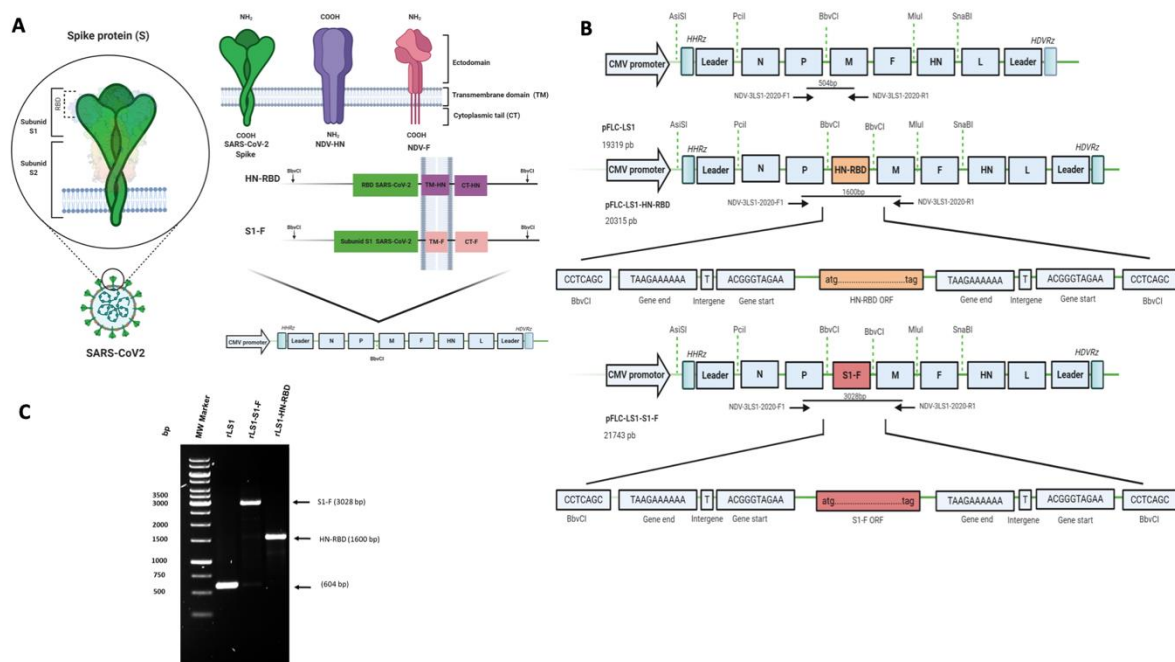 A
Spike protein (S)
RBD
Subunid
S1
Subunid
S2
SARS-CoV2
NH₂
COOH
NH₂
Ectodomain
Transmembrane domain (TM)
Cytoplasmic tail (CT)
COOH
SARS-CoV-2
Spike
NH₂
NDV-HN
COOH
NDV-F
HN-RBD
BbvCI
RBD SARS-CoV-2
TM-HN
CT-HN
BbvCI
S1-F
BbvCI
Subunid S1 SARS-CoV-2
TM-F
CT-F
BbvCI
CMV promotor
HHRz
Leader
N
P
M
F
HN
L
Leader
HDVRz
BbvCI
B
AsiSI
PciI
BbvCI
MluI
SnaBI
HHRz
HDVRz
CMV promotor
Leader
N
P
M
F
HN
L
Leader
504bp
NDV-3LS1-2020-F1
NDV-3LS1-2020-R1
pFLC-LS1
19319 pb
AsiSI
PciI
BbvCI
BbvCI
MluI
SnaBI
HHRz
HDVRz
CMV promotor
Leader
N
P
HN-RBD
M
F
HN
L
Leader
1600bp
NDV-3LS1-2020-F1
NDV-3LS1-2020-R1
pFLC-LS1-HN-RBD
20315 pb
CCTCAGC
TAAGAAAAAA
T
ACGGGTAGAA
atg..............................tag
TAAGAAAAAA
T
ACGGGTAGAA
CCTCAGC
BbvCI
Gene end
Intergene
Gene start
HN-RBD ORF
Gene end
Intergene
Gene start
BbvCI
AsiSI
PciI
BbvCI
BbvCI
MluI
SnaBI
HHRz
HDVRz
CMV promotor
Leader
N
P
S1-F
M
F
HN
L
Leader
3028bp
NDV-3LS1-2020-F1
NDV-3LS1-2020-R1
pFLC-LS1-S1-F
21743 pb
CCTCAGC
TAAGAAAAAA
T
ACGGGTAGAA
atg..............................tag
TAAGAAAAAA
T
ACGGGTAGAA
CCTCAGC
BbvCI
Gene end
Intergene
Gene start
S1-F ORF
Gene end
Intergene
Gene start
BbvCI
C
bp
MW Marker
rLS1
rLS1-S1-F
rLS1-HN-RBD
3500
3000
2000
1500
1000
750
500
S1-F (3028 bp)
HN-RBD (1600 bp)
(604 bp)